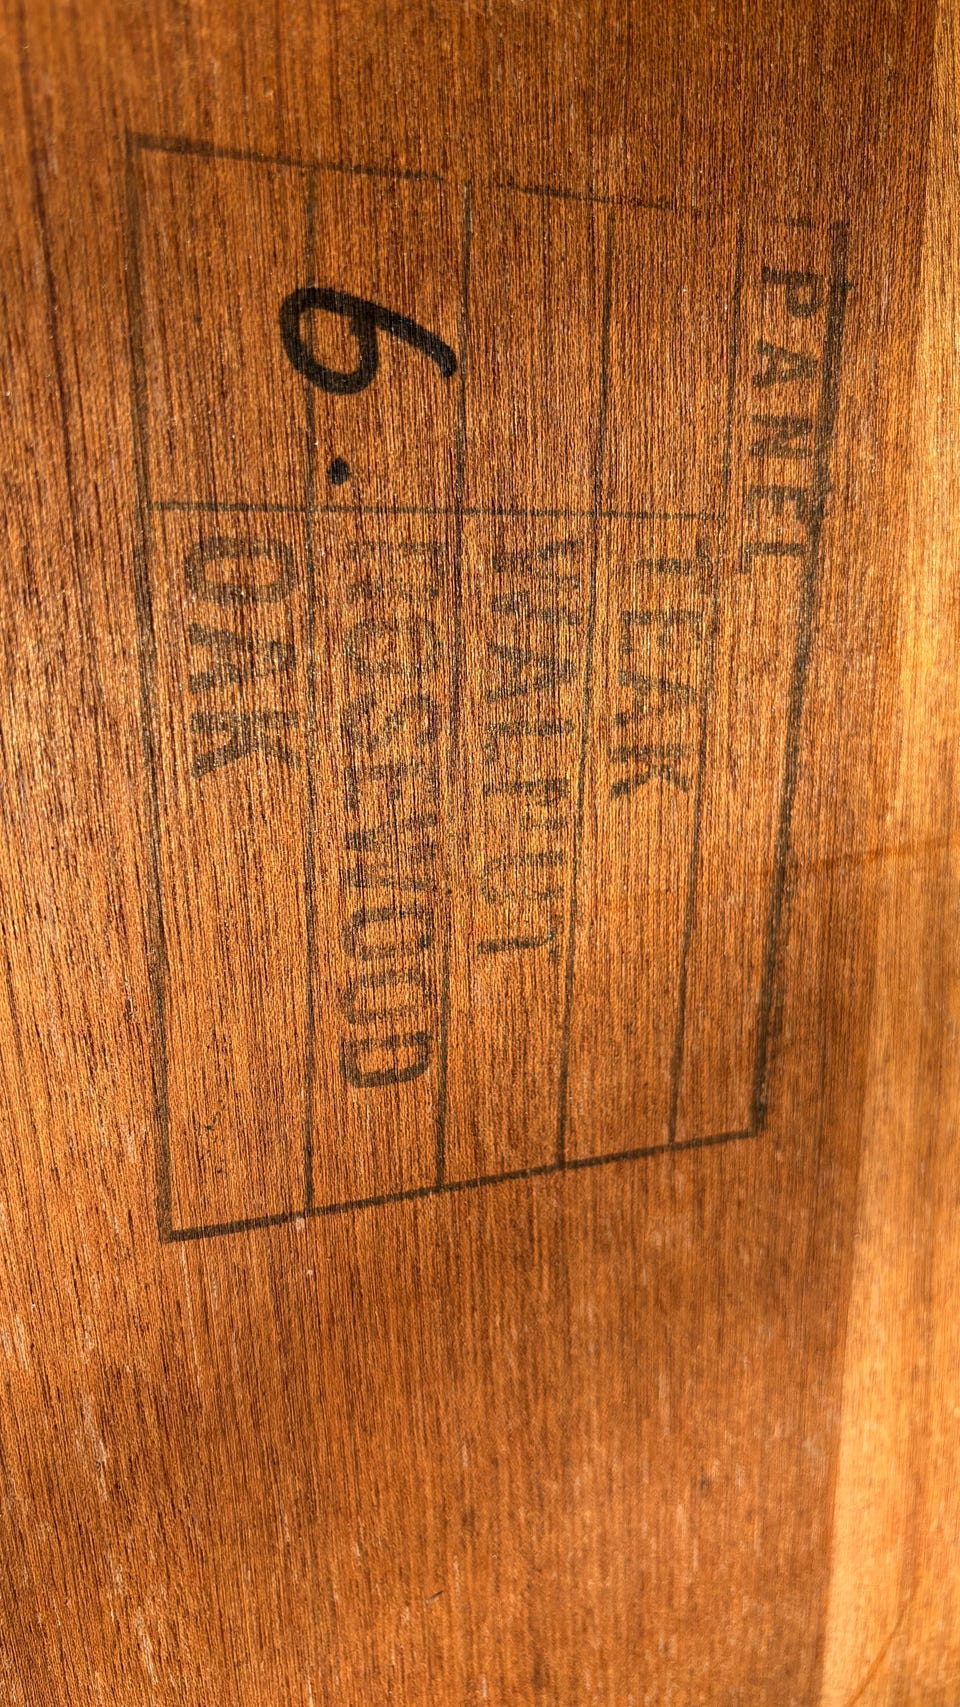 PANEL
TEAK
WALNUT
6. ROSEWOOD
OAK